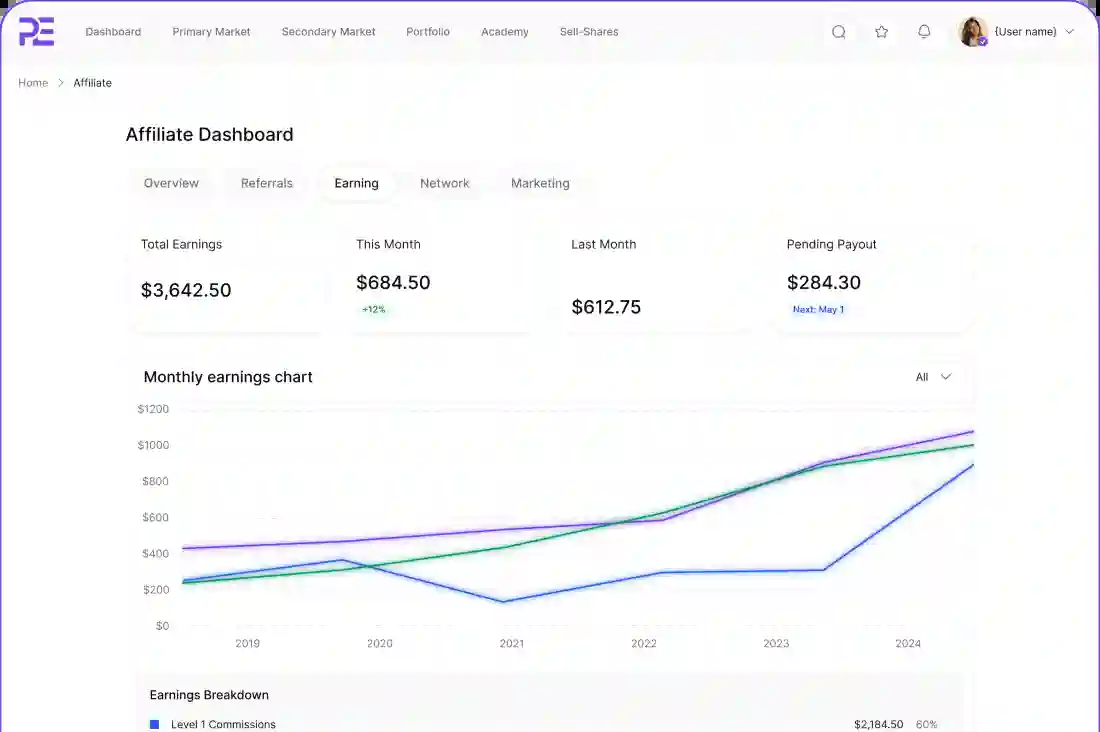 PE
Dashboard Primary Market Secondary Market Portfolio Academy Sell-Shares {User name}
Home > Affiliate
Affiliate Dashboard
Overview Referrals Earning Network Marketing
Total Earnings This Month Last Month Pending Payout
$3,642.50 $684.50 $612.75 $284.30
+12% Next: May 1
Monthly earnings chart All
$1200
$1000
$800
$600
$400
$200
$0
2019 2020 2021 2022 2023 2024
Earnings Breakdown
Level 1 Commissions $2,184.50 60%